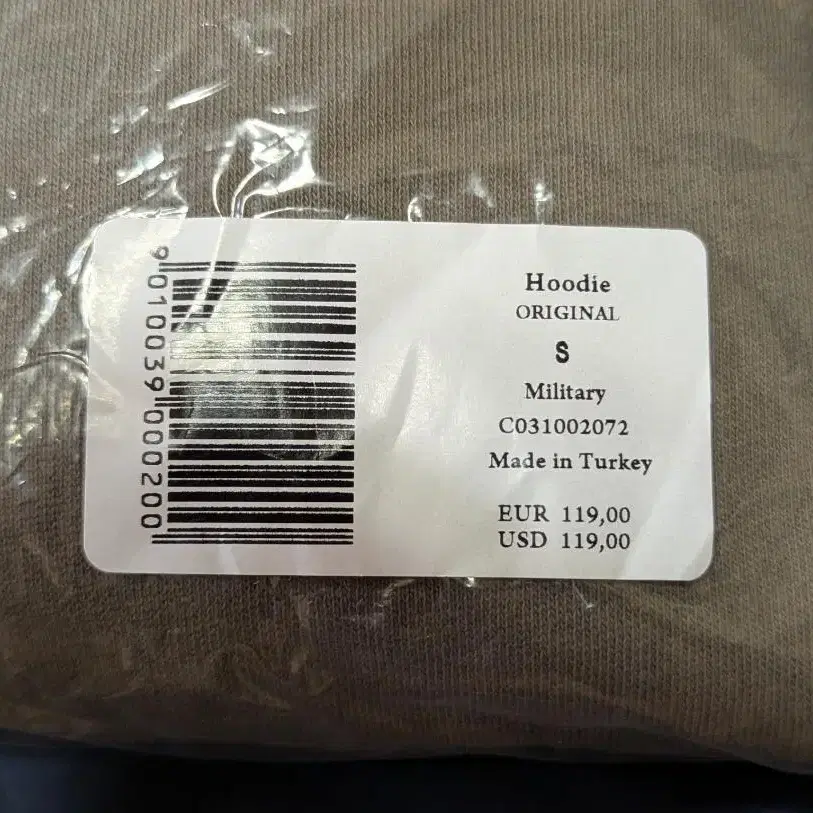 9010039000200
Hoodie
ORIGINAL
S
Military
C031002072
Made in Turkey
EUR 119,00
USD 119,00